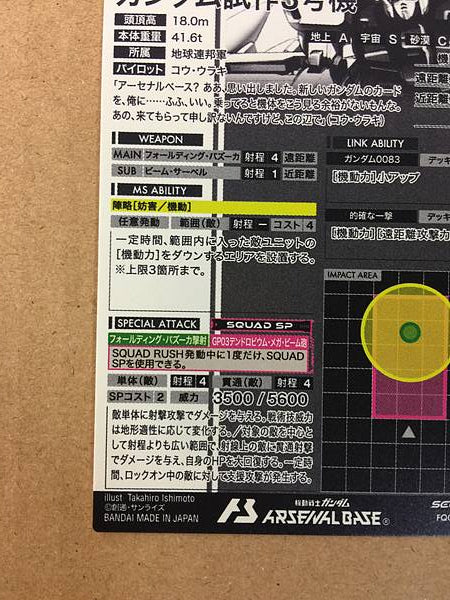 ガンダム試作3号機
頭頂高 18.0m
本体重量 41.6t 地上 A 宇宙 S 砂漠
所属 地球連邦軍
パイロット コウ・ウラキ
「アーセナルベース？ああ、思い出しました。新しいガンダムのカード
を、俺に……ふふ、いい。乗ってると機体をこう見る余裕がないもんな。
あの、来てもらって申し訳ないんですけど、この辺で」（コウ・ウラキ）
WEAPON
MAIN フォールディング・バズーカ 射程 4 遠距離
SUB ビーム・サーベル 射程 1 近距離
MS ABILITY
陣略[妨害／機動]
任意発動 範囲(敵) 射程 ー コスト 4
一定時間、範囲内に入った敵ユニットの
[機動力]をダウンするエリアを設置する。
※上限3箇所まで。
LINK ABILITY
ガンダム0083 デッキ
[機動力]小アップ
的確な一撃 デッキ
[機動力][遠距離攻撃力
IMPACT AREA
SPECIAL ATTACK SQUAD SP
フォールディング・バズーカ撃射 GP03デンドロビウム・メガ・ビーム砲
SQUAD RUSH発動中に1度だけ、SQUAD
SPを使用できる。
単体(敵) 射程 4 貫通(敵) 射程 4
SPコスト 2 威力 3500 / 5600
敵単体に射撃攻撃でダメージを与える。戦術技威力
は地形適性に応じて変化する。／対象の敵を中心と
して射程よりも広い範囲で、射線上の敵に貫通射撃
でダメージを与え、自身のHPを大回復する。一定時
間、ロックオン中の敵に対して支援攻撃が発生する。
illust Takahiro Ishimoto
©創通・サンライズ
BANDAI MADE IN JAPAN
機動戦士ガンダム
ARSENAL BASE®